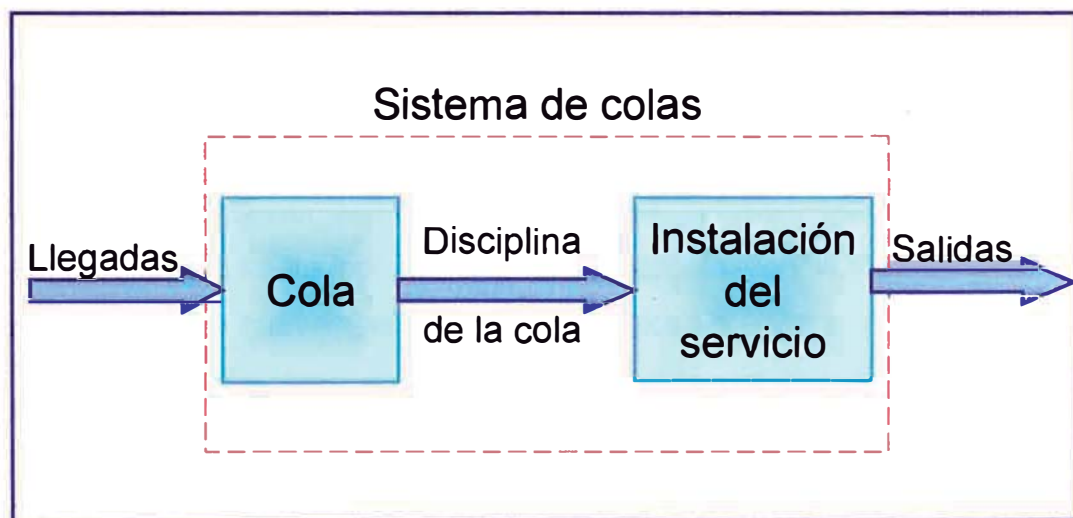 Sistema de colas
Llegadas
Cola
Disciplina
de la cola
Instalación
del
servicio
Salidas